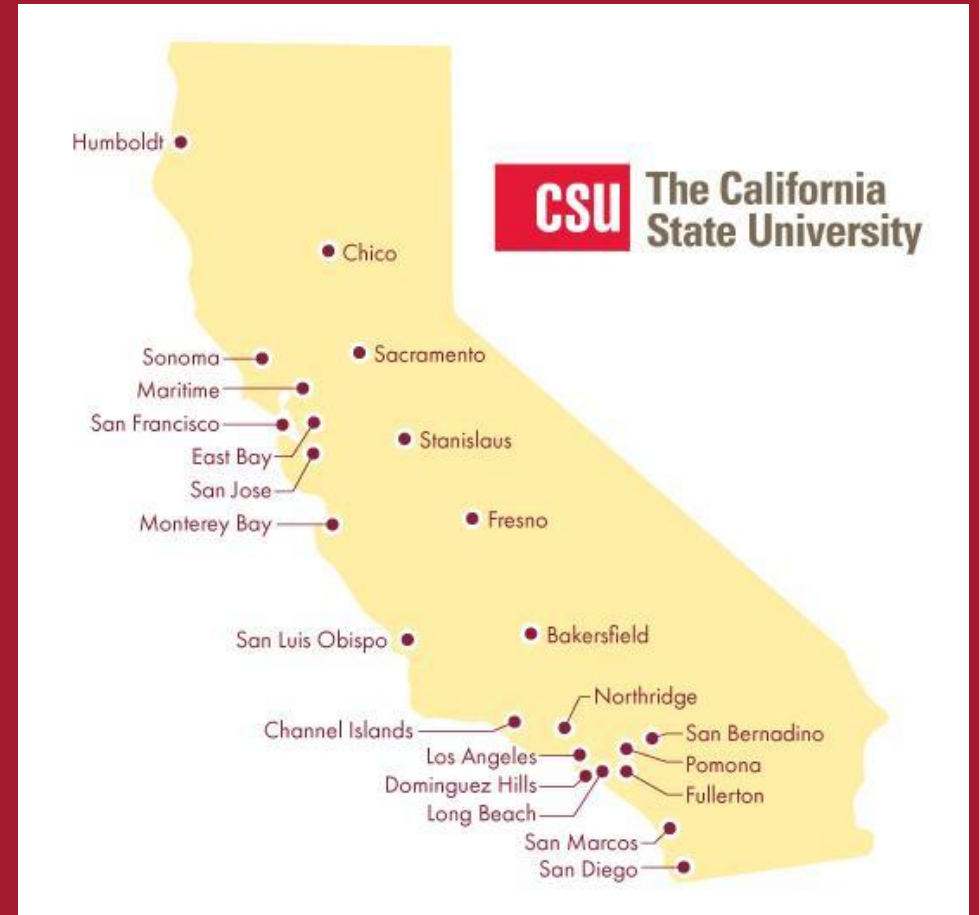 Humboldt
CSU
The California
State University
Chico
Sonoma
Sacramento
Maritime
San Francisco
Stanislaus
East Bay
San Jose
Monterey Bay
Fresno
San Luis Obispo
Bakersfield
Northridge
Channel Islands
San Bernadino
Los Angeles
Pomona
Dominguez Hills
Fullerton
Long Beach
San Marcos
San Diego